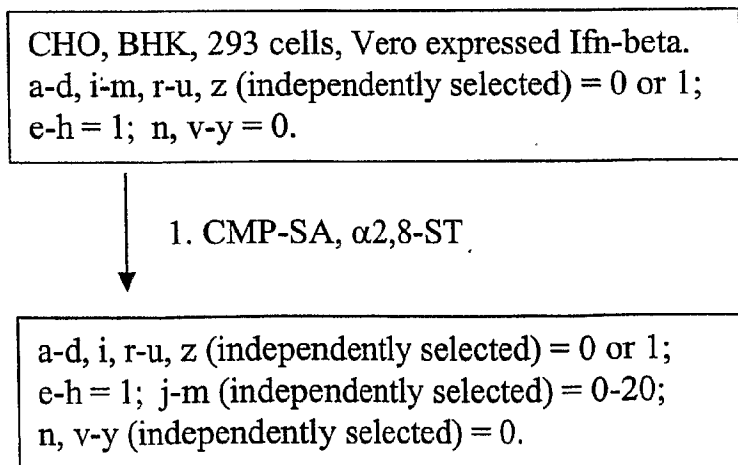 CHO, BHK, 293 cells, Vero expressed Ifn-beta.
a-d, i-m, r-u, z (independently selected) = 0 or 1;
e-h = 1; n, v-y = 0.
1. CMP-SA, α2,8-ST
a-d, i, r-u, z (independently selected) = 0 or 1;
e-h = 1; j-m (independently selected) = 0-20;
n, v-y (independently selected) = 0.